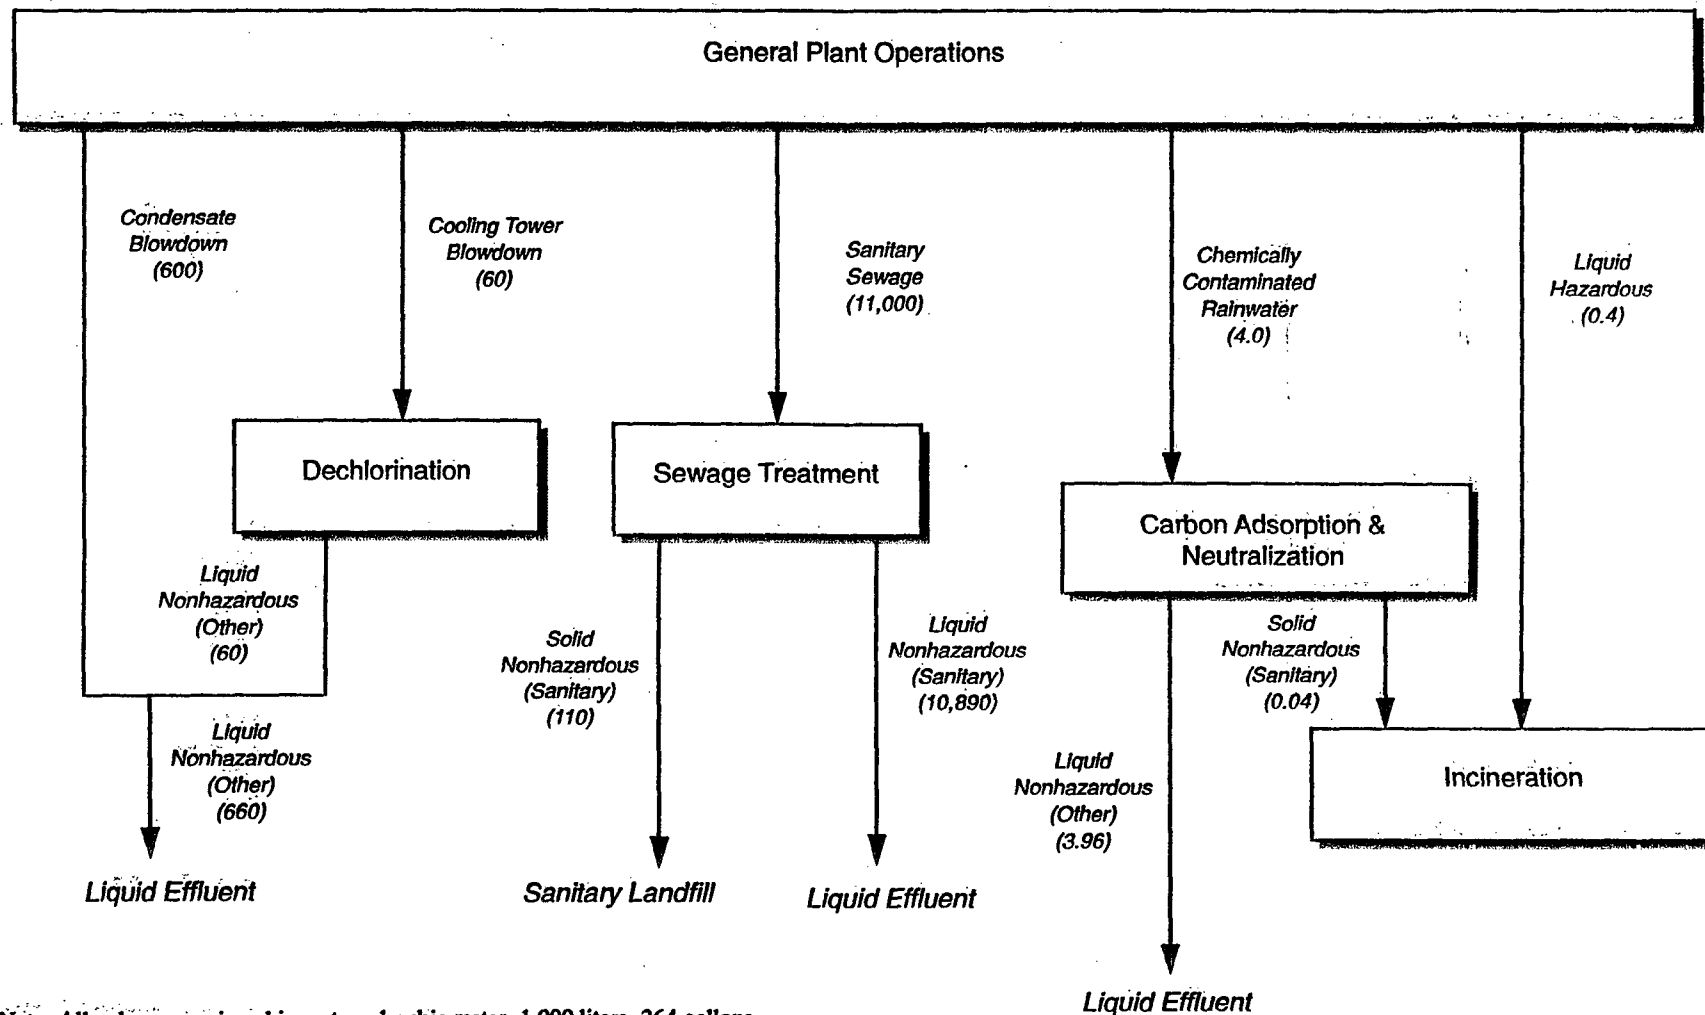 General Plant Operations
Condensate
Blowdown
(600)
Cooling Tower
Blowdown
(60)
Sanitary
Sewage
(11,000)
Chemically
Contaminated
Rainwater
(4.0)
Liquid
Hazardous
(0.4)
Dechlorination
Sewage Treatment
Carbon Adsorption &
Neutralization
Liquid
Nonhazardous
(Other)
(60)
Solid
Nonhazardous
(Sanitary)
(110)
Liquid
Nonhazardous
(Sanitary)
(10,890)
Solid
Nonhazardous
(Sanitary)
(0.04)
Liquid
Nonhazardous
(Other)
(660)
Liquid
Nonhazardous
(Other)
(3.96)
Incineration
Liquid Effluent
Sanitary Landfill
Liquid Effluent
Liquid Effluent